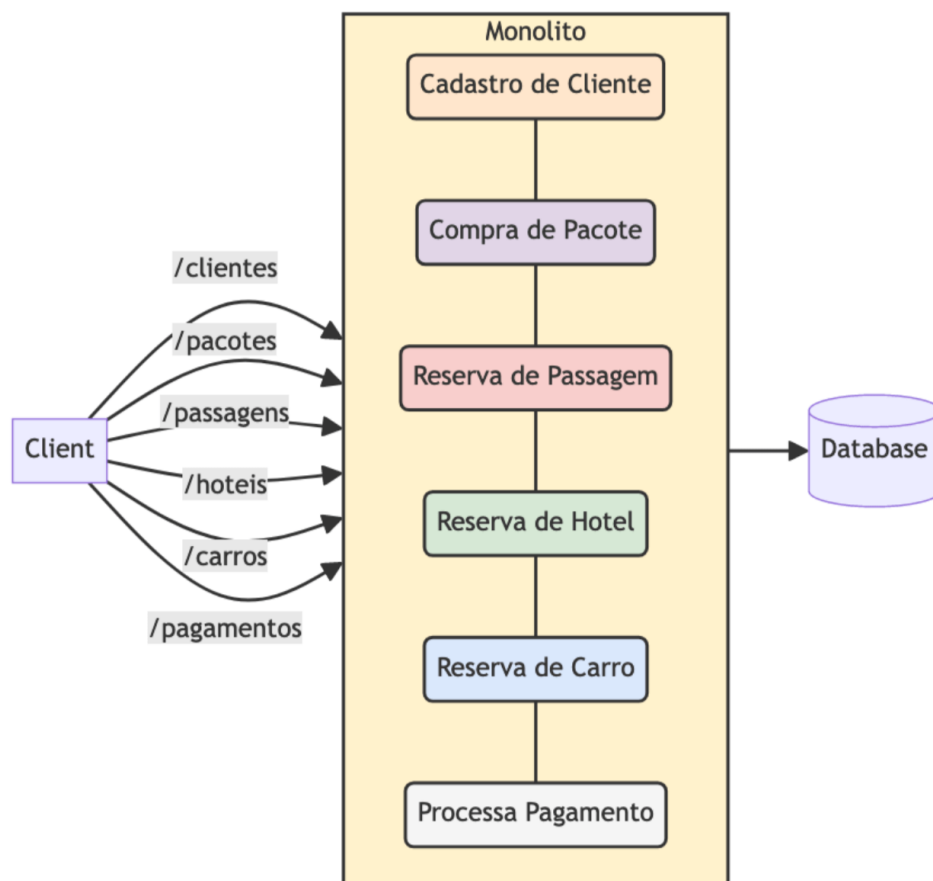 Monolito
Cadastro de Cliente
Compra de Pacote
/clientes
/pacotes
Reserva de Passagem
/passagens
Client
Database
/hoteis
Reserva de Hotel
/carros
/pagamentos
Reserva de Carro
Processa Pagamento